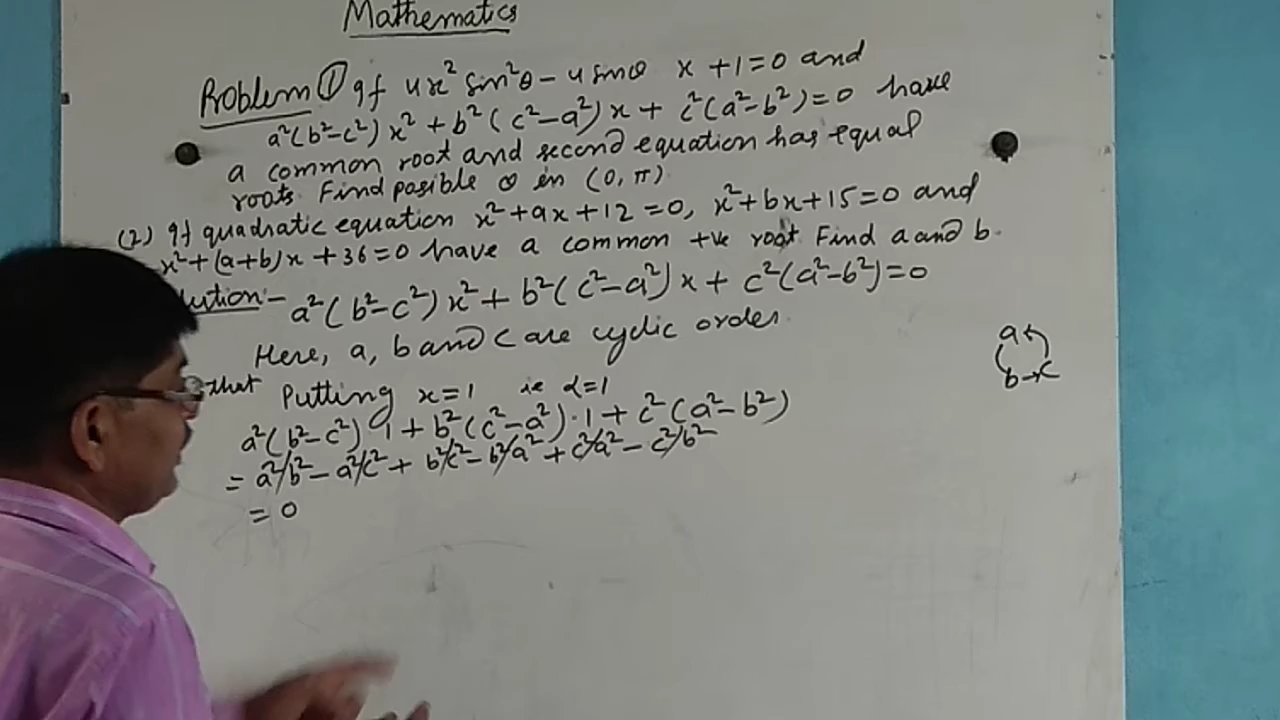 Mathematics
Problem ① If 4x² sin²θ - 4 sinθ x + 1 = 0 and
a²(b²-c²)x² + b²(c²-a²)x + c²(a²-b²) = 0 have
a common root and second equation has equal
roots. Find posible θ in (0, π).
(2) If quadratic equation x²+ax+12=0, x²+bx+15=0 and
x²+(a+b)x+36=0 have a common +ve root. Find a and b.
lution:- a²(b²-c²)x² + b²(c²-a²)x + c²(a²-b²) = 0
Here, a, b and c are cyclic order.
a
b→c
that Putting x=1 ie α=1
a²(b²-c²)·1 + b²(c²-a²)·1 + c²(a²-b²)
= a²b² - a²c² + b²c² - b²a² + c²a² - c²b²
= 0